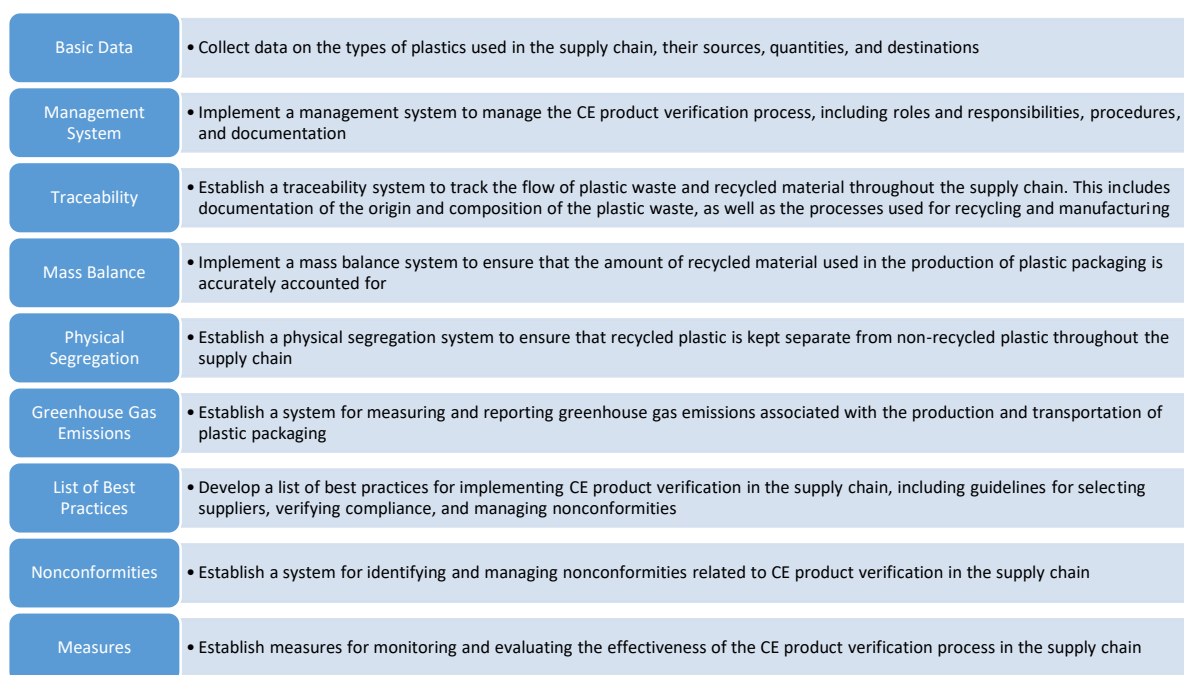 Basic Data
• Collect data on the types of plastics used in the supply chain, their sources, quantities, and destinations
Management
System
• Implement a management system to manage the CE product verification process, including roles and responsibilities, procedures,
and documentation
Traceability
• Establish a traceability system to track the flow of plastic waste and recycled material throughout the supply chain. This includes
documentation of the origin and composition of the plastic waste, as well as the processes used for recycling and manufacturing
Mass Balance
• Implement a mass balance system to ensure that the amount of recycled material used in the production of plastic packaging is
accurately accounted for
Physical
Segregation
• Establish a physical segregation system to ensure that recycled plastic is kept separate from non-recycled plastic throughout the
supply chain
Greenhouse Gas
Emissions
• Establish a system for measuring and reporting greenhouse gas emissions associated with the production and transportation of
plastic packaging
List of Best
Practices
• Develop a list of best practices for implementing CE product verification in the supply chain, including guidelines for selecting
suppliers, verifying compliance, and managing nonconformities
Nonconformities
• Establish a system for identifying and managing nonconformities related to CE product verification in the supply chain
Measures
• Establish measures for monitoring and evaluating the effectiveness of the CE product verification process in the supply chain